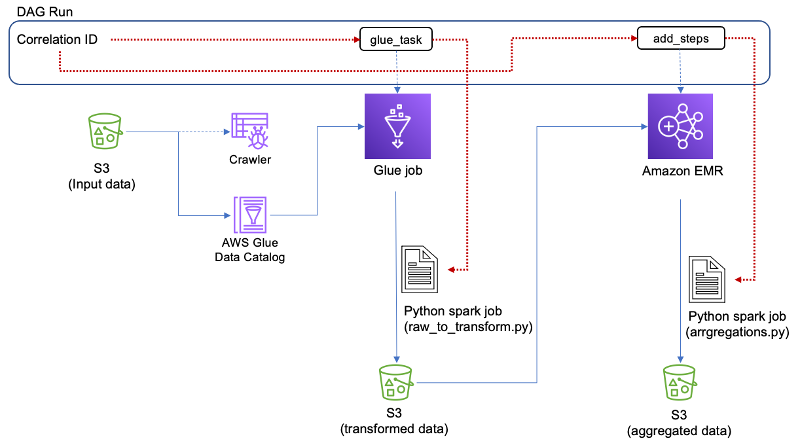 DAG Run
Correlation ID
glue_task
add_steps
S3
(Input data)
Crawler
Glue job
Amazon EMR
AWS Glue
Data Catalog
Python spark job
(raw_to_transform.py)
Python spark job
(arrgregations.py)
S3
(transformed data)
S3
(aggregated data)